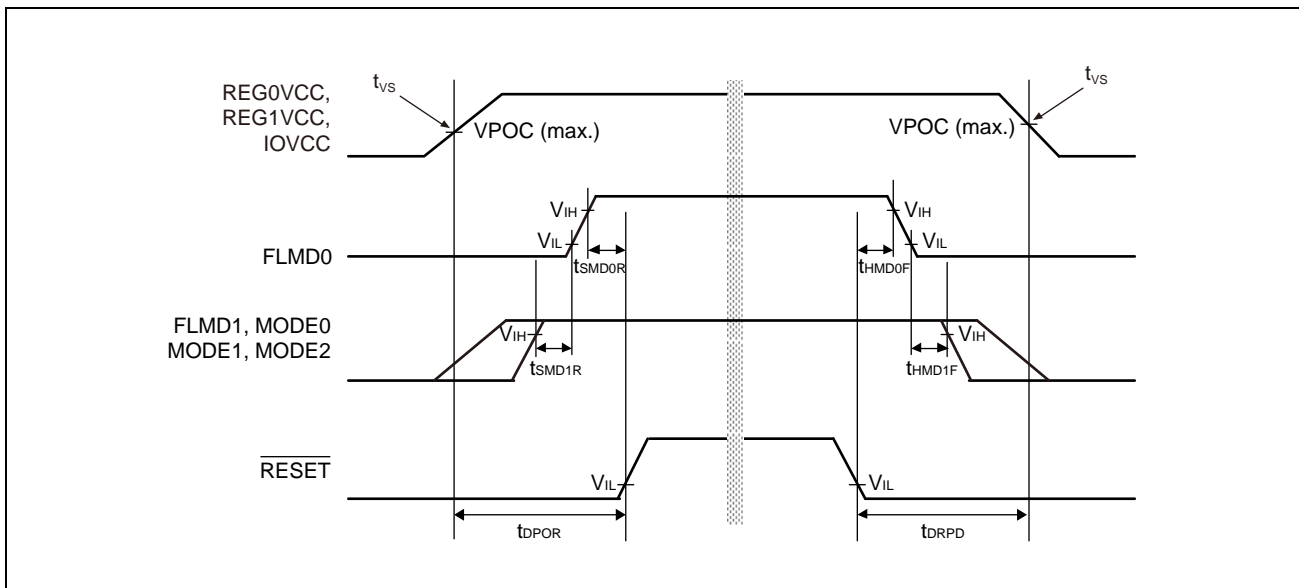 tVS
tVS
REG0VCC,
REG1VCC,
IOVCC
VPOC (max.)
VPOC (max.)
VIH
VIH
VIL
VIL
FLMD0
tSMD0R
tHMD0F
FLMD1, MODE0
MODE1, MODE2
VIH
VIH
tSMD1R
tHMD1F
RESET
VIL
VIL
tDPOR
tDRPD